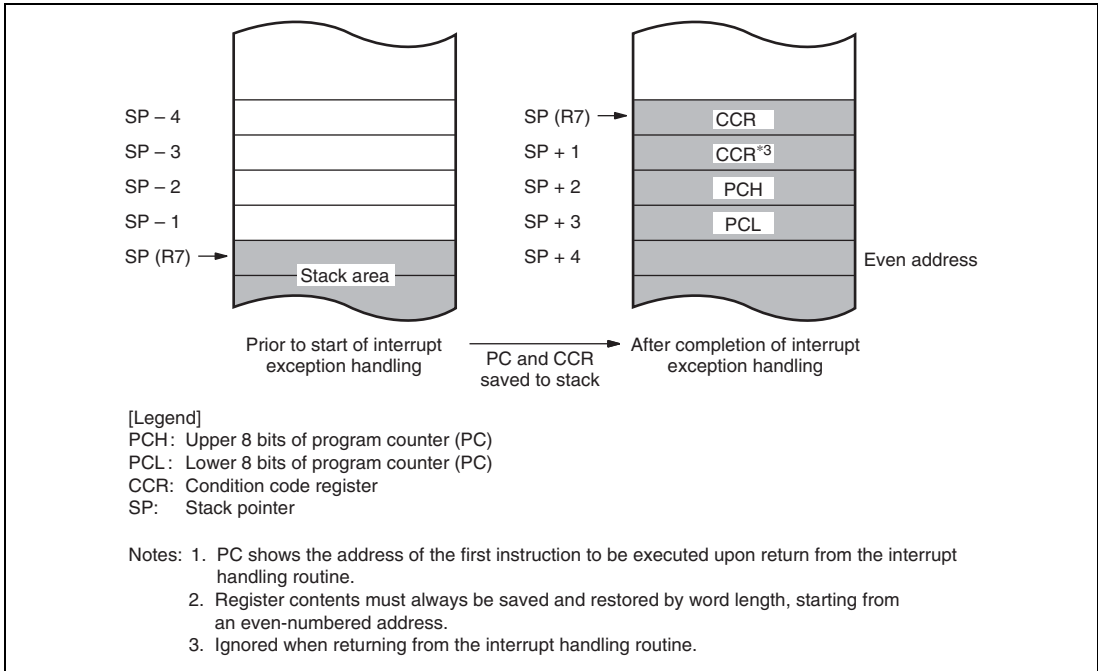 SP – 4
SP – 3
SP – 2
SP – 1
SP (R7)
Stack area
SP (R7)
SP + 1
SP + 2
SP + 3
SP + 4
CCR
CCR*3
PCH
PCL
Even address
Prior to start of interrupt
exception handling
PC and CCR
saved to stack
After completion of interrupt
exception handling
[Legend]
PCH: Upper 8 bits of program counter (PC)
PCL: Lower 8 bits of program counter (PC)
CCR: Condition code register
SP: Stack pointer
Notes: 1. PC shows the address of the first instruction to be executed upon return from the interrupt
handling routine.
2. Register contents must always be saved and restored by word length, starting from
an even-numbered address.
3. Ignored when returning from the interrupt handling routine.